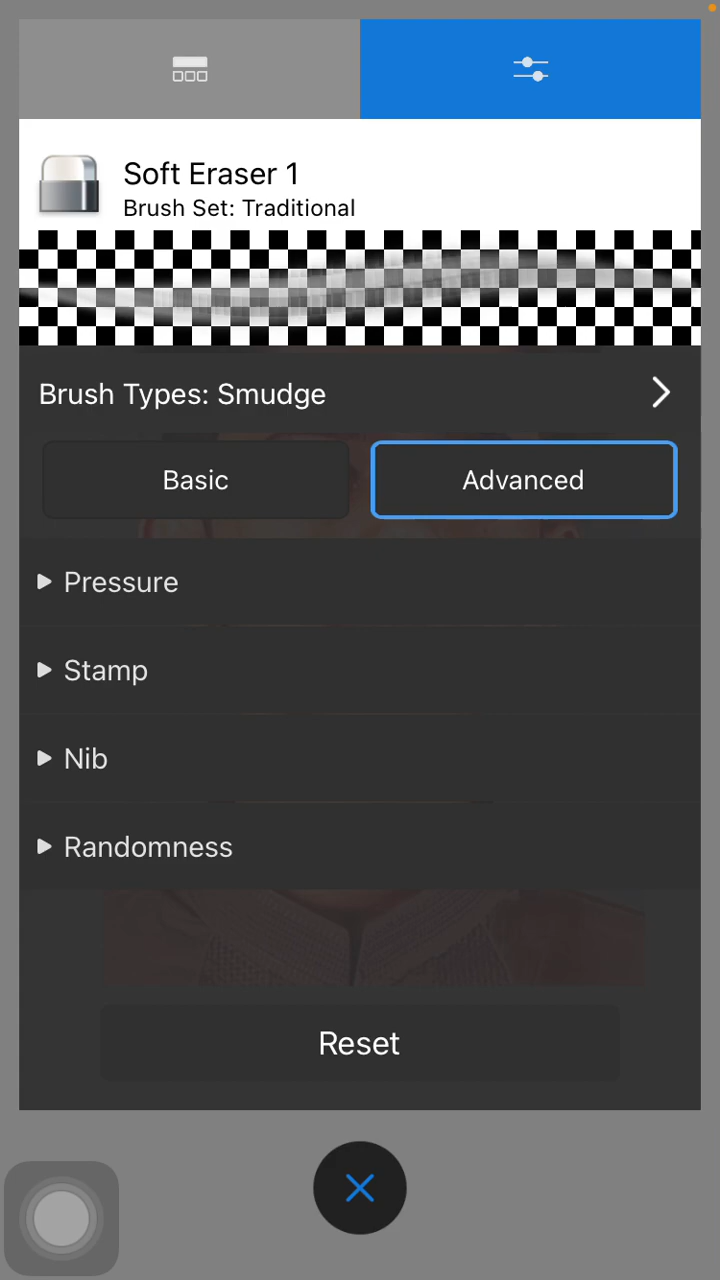 Soft Eraser 1
Brush Set: Traditional
Brush Types: Smudge
Basic
Advanced
Pressure
Stamp
Nib
Randomness
Reset